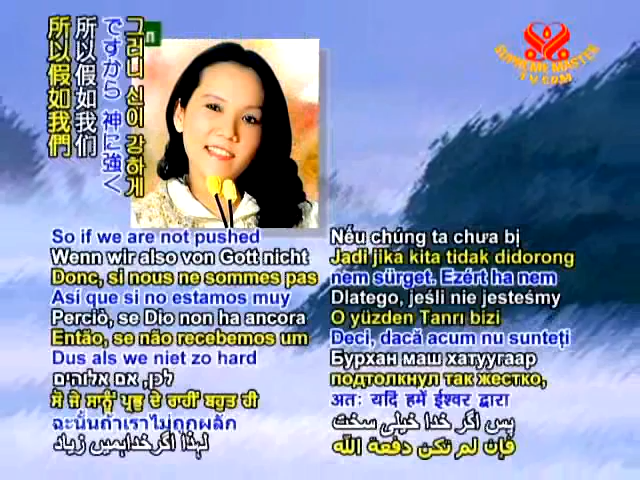 그러니 신이 강하게
ですから 神に強く
所以假如我们
所以假如我們
SUPREME MASTER
TV.COM
So if we are not pushed
Wenn wir also von Gott nicht
Donc, si nous ne sommes pas
Así que si no estamos muy
Perciò, se Dio non ha ancora
Então, se não recebemos um
Dus als we niet zo hard
לכן, אם אלוהים
ਸੋ ਜੇ ਸਾਨੂੰ ਪ੍ਰਭੂ ਦੇ ਰਾਹੀਂ ਬਹੁਤ ਹੀ
ฉะนั้นถ้าเราไม่ถูกผลัก
لہذا اگرخداہمیں زیاد
Nếu chúng ta chưa bị
Jadi jika kita tidak didorong
nem sürget. Ezért ha nem
Dlatego, jeśli nie jesteśmy
O yüzden Tanrı bizi
Deci, dacă acum nu sunteți
Бурхан маш хатуугаар
подтолкнул так жестко,
अतः यदि हमें ईश्वर द्वारा
پس اگر خدا خیلی سخت
فإن لم تكن دفعة الله